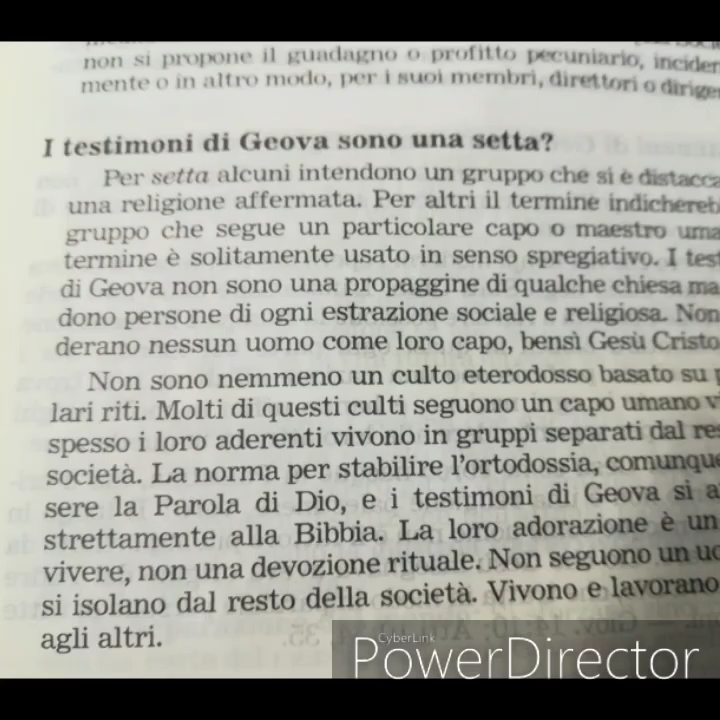 non si propone il guadagno o profitto pecuniario, inciden
mente o in altro modo, per i suoi membri, direttori o dirige
I testimoni di Geova sono una setta?
Per setta alcuni intendono un gruppo che si è distacca
una religione affermata. Per altri il termine indichereb
gruppo che segue un particolare capo o maestro uma
termine è solitamente usato in senso spregiativo. I test
di Geova non sono una propaggine di qualche chiesa ma
dono persone di ogni estrazione sociale e religiosa. Non
derano nessun uomo come loro capo, bensì Gesù Cristo
Non sono nemmeno un culto eterodosso basato su p
lari riti. Molti di questi culti seguono un capo umano vi
spesso i loro aderenti vivono in gruppi separati dal res
società. La norma per stabilire l'ortodossia, comunque
sere la Parola di Dio, e i testimoni di Geova si a
strettamente alla Bibbia. La loro adorazione è un
vivere, non una devozione rituale. Non seguono un uo
si isolano dal resto della società. Vivono e lavorano
agli altri.
CyberLink
PowerDirector